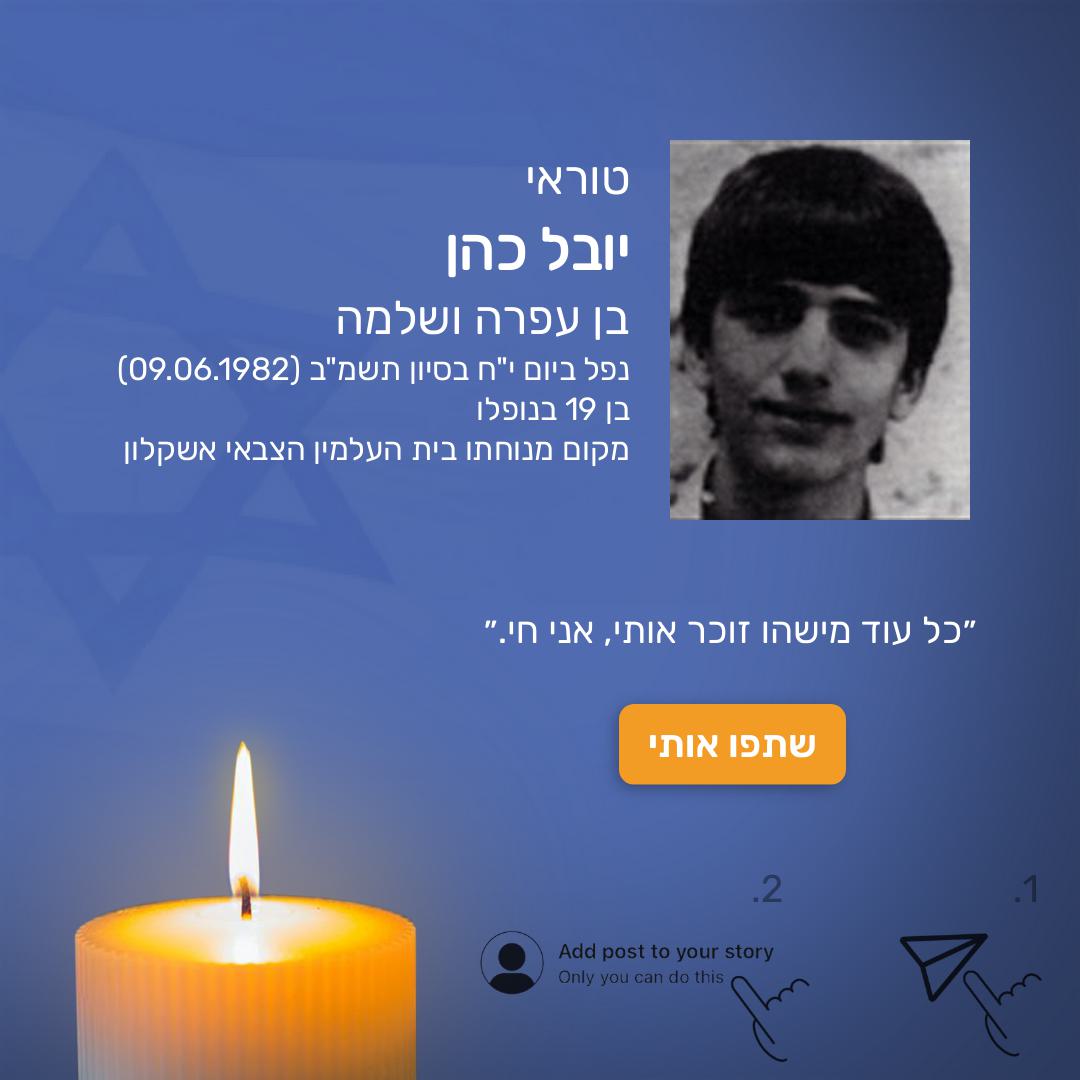 טוראי
יובל כהן
בן עפרה ושלמה
נפל ביום י"ח בסיון תשמ"ב (09.06.1982)
בן 19 בנופלו
מקום מנוחתו בית העלמין הצבאי אשקלון
״כל עוד מישהו זוכר אותי, אני חי.״
שתפו אותי
.1
.2
Add post to your story
Only you can do this